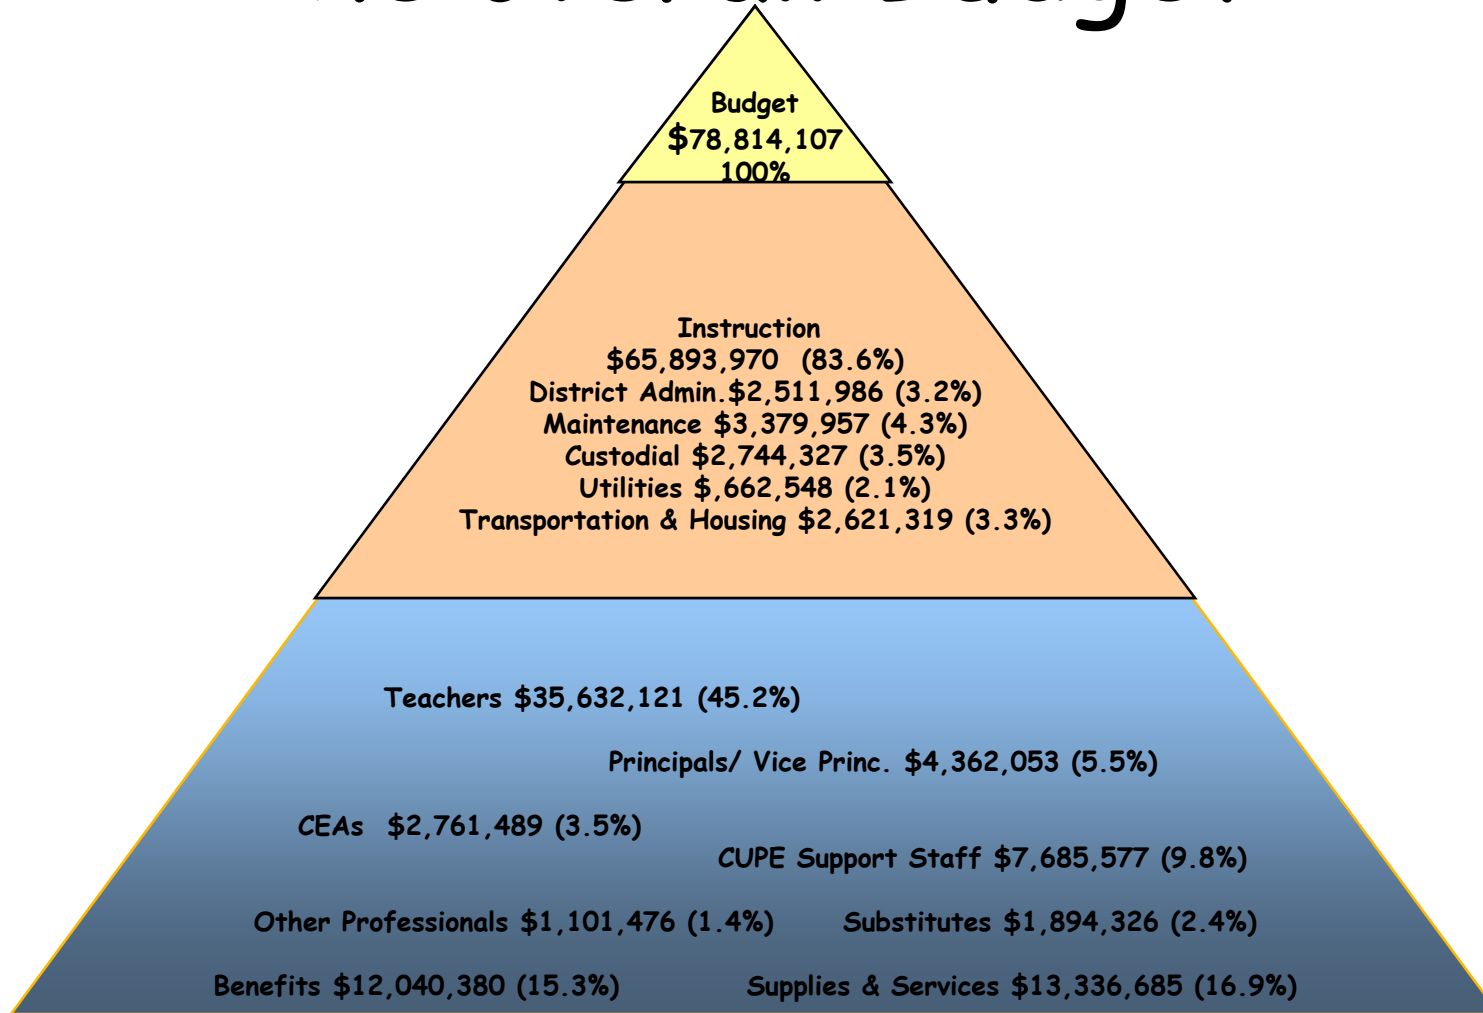 Budget
$78,814,107
100%
Instruction
$65,893,970 (83.6%)
District Admin.$2,511,986 (3.2%)
Maintenance $3,379,957 (4.3%)
Custodial $2,744,327 (3.5%)
Utilities $,662,548 (2.1%)
Transportation & Housing $2,621,319 (3.3%)
Teachers $35,632,121 (45.2%)
Principals/ Vice Princ. $4,362,053 (5.5%)
CEAs $2,761,489 (3.5%)
CUPE Support Staff $7,685,577 (9.8%)
Other Professionals $1,101,476 (1.4%) Substitutes $1,894,326 (2.4%)
Benefits $12,040,380 (15.3%) Supplies & Services $13,336,685 (16.9%)